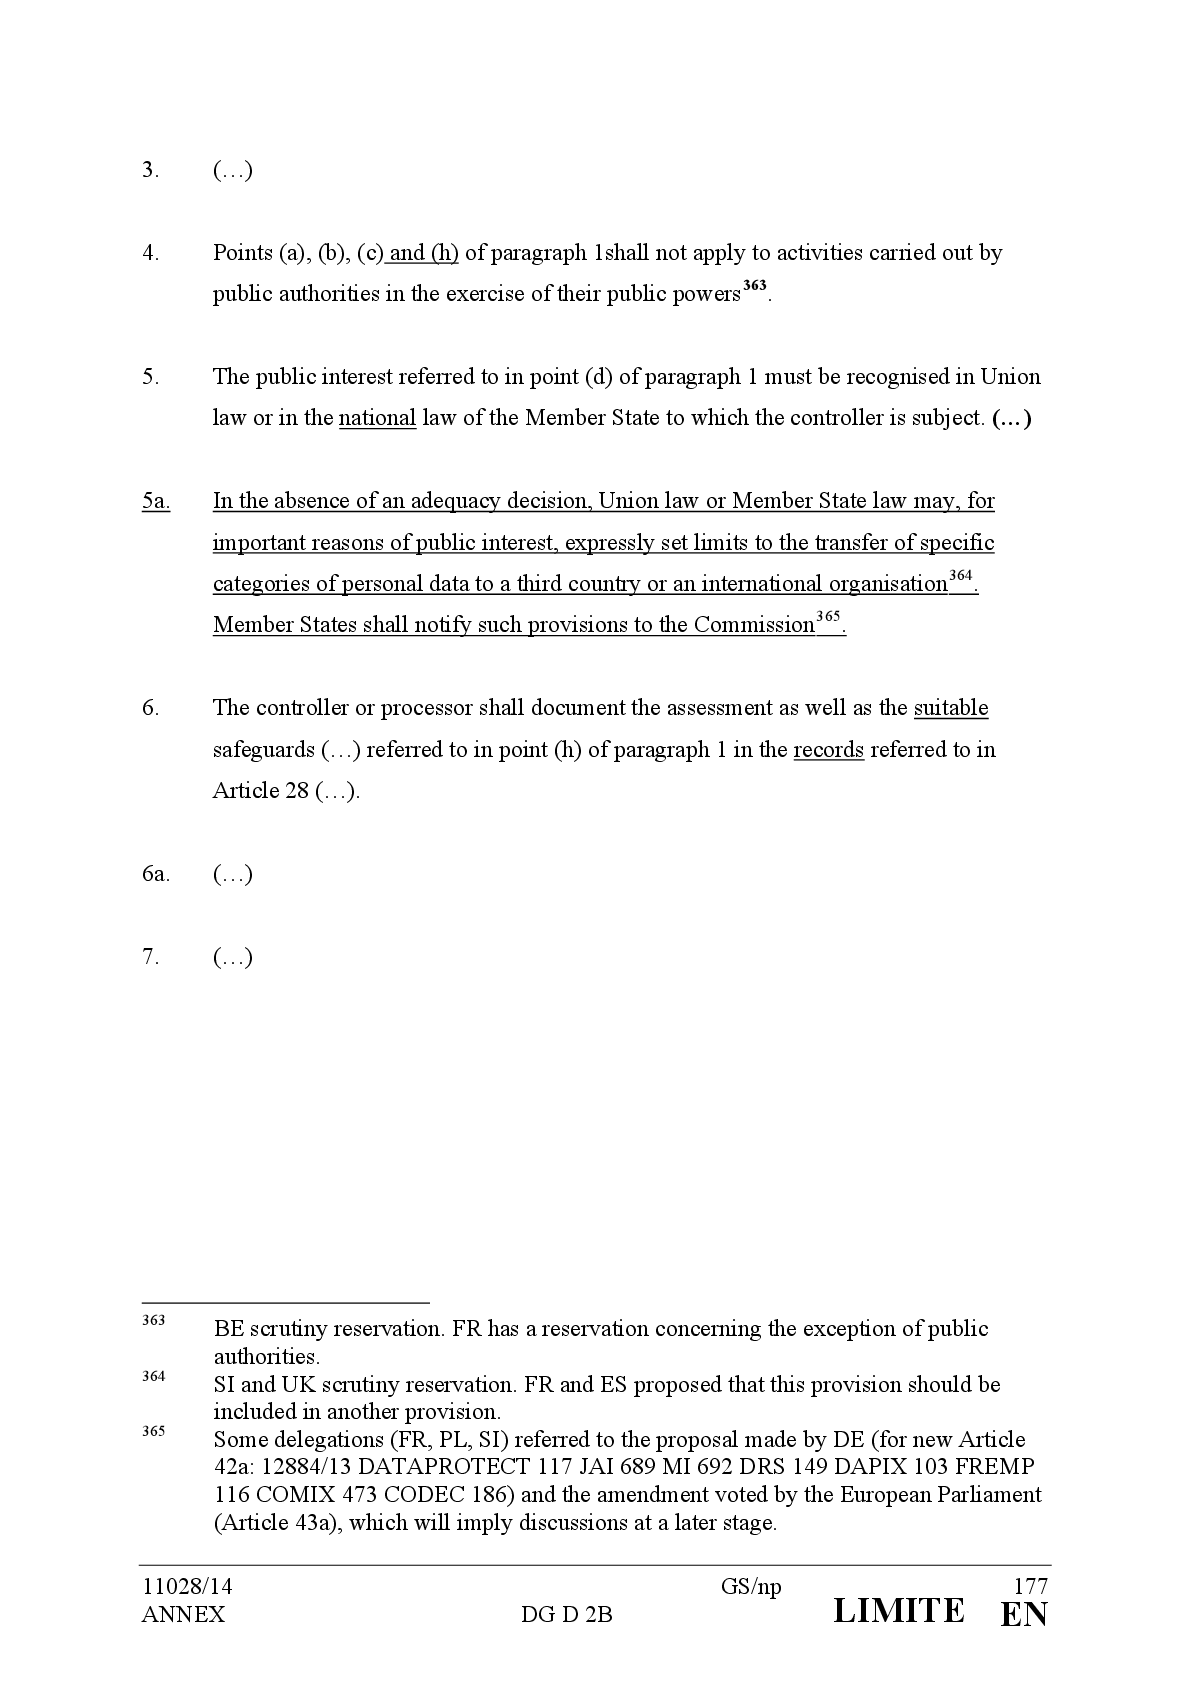 3. (…)
4. Points (a), (b), (c) and (h) of paragraph 1shall not apply to activities carried out by
public authorities in the exercise of their public powers363.
5. The public interest referred to in point (d) of paragraph 1 must be recognised in Union
law or in the national law of the Member State to which the controller is subject. (…)
5a. In the absence of an adequacy decision, Union law or Member State law may, for
important reasons of public interest, expressly set limits to the transfer of specific
categories of personal data to a third country or an international organisation364.
Member States shall notify such provisions to the Commission365.
6. The controller or processor shall document the assessment as well as the suitable
safeguards (…) referred to in point (h) of paragraph 1 in the records referred to in
Article 28 (…).
6a. (…)
7. (…)
363 BE scrutiny reservation. FR has a reservation concerning the exception of public
authorities.
364 SI and UK scrutiny reservation. FR and ES proposed that this provision should be
included in another provision.
365 Some delegations (FR, PL, SI) referred to the proposal made by DE (for new Article
42a: 12884/13 DATAPROTECT 117 JAI 689 MI 692 DRS 149 DAPIX 103 FREMP
116 COMIX 473 CODEC 186) and the amendment voted by the European Parliament
(Article 43a), which will imply discussions at a later stage.
11028/14 GS/np 177
ANNEX DG D 2B LIMITE EN